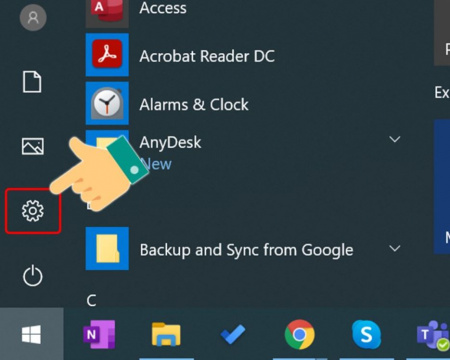 Access
Acrobat Reader DC
Alarms & Clock
AnyDesk
New
Backup and Sync from Google
C
Ex